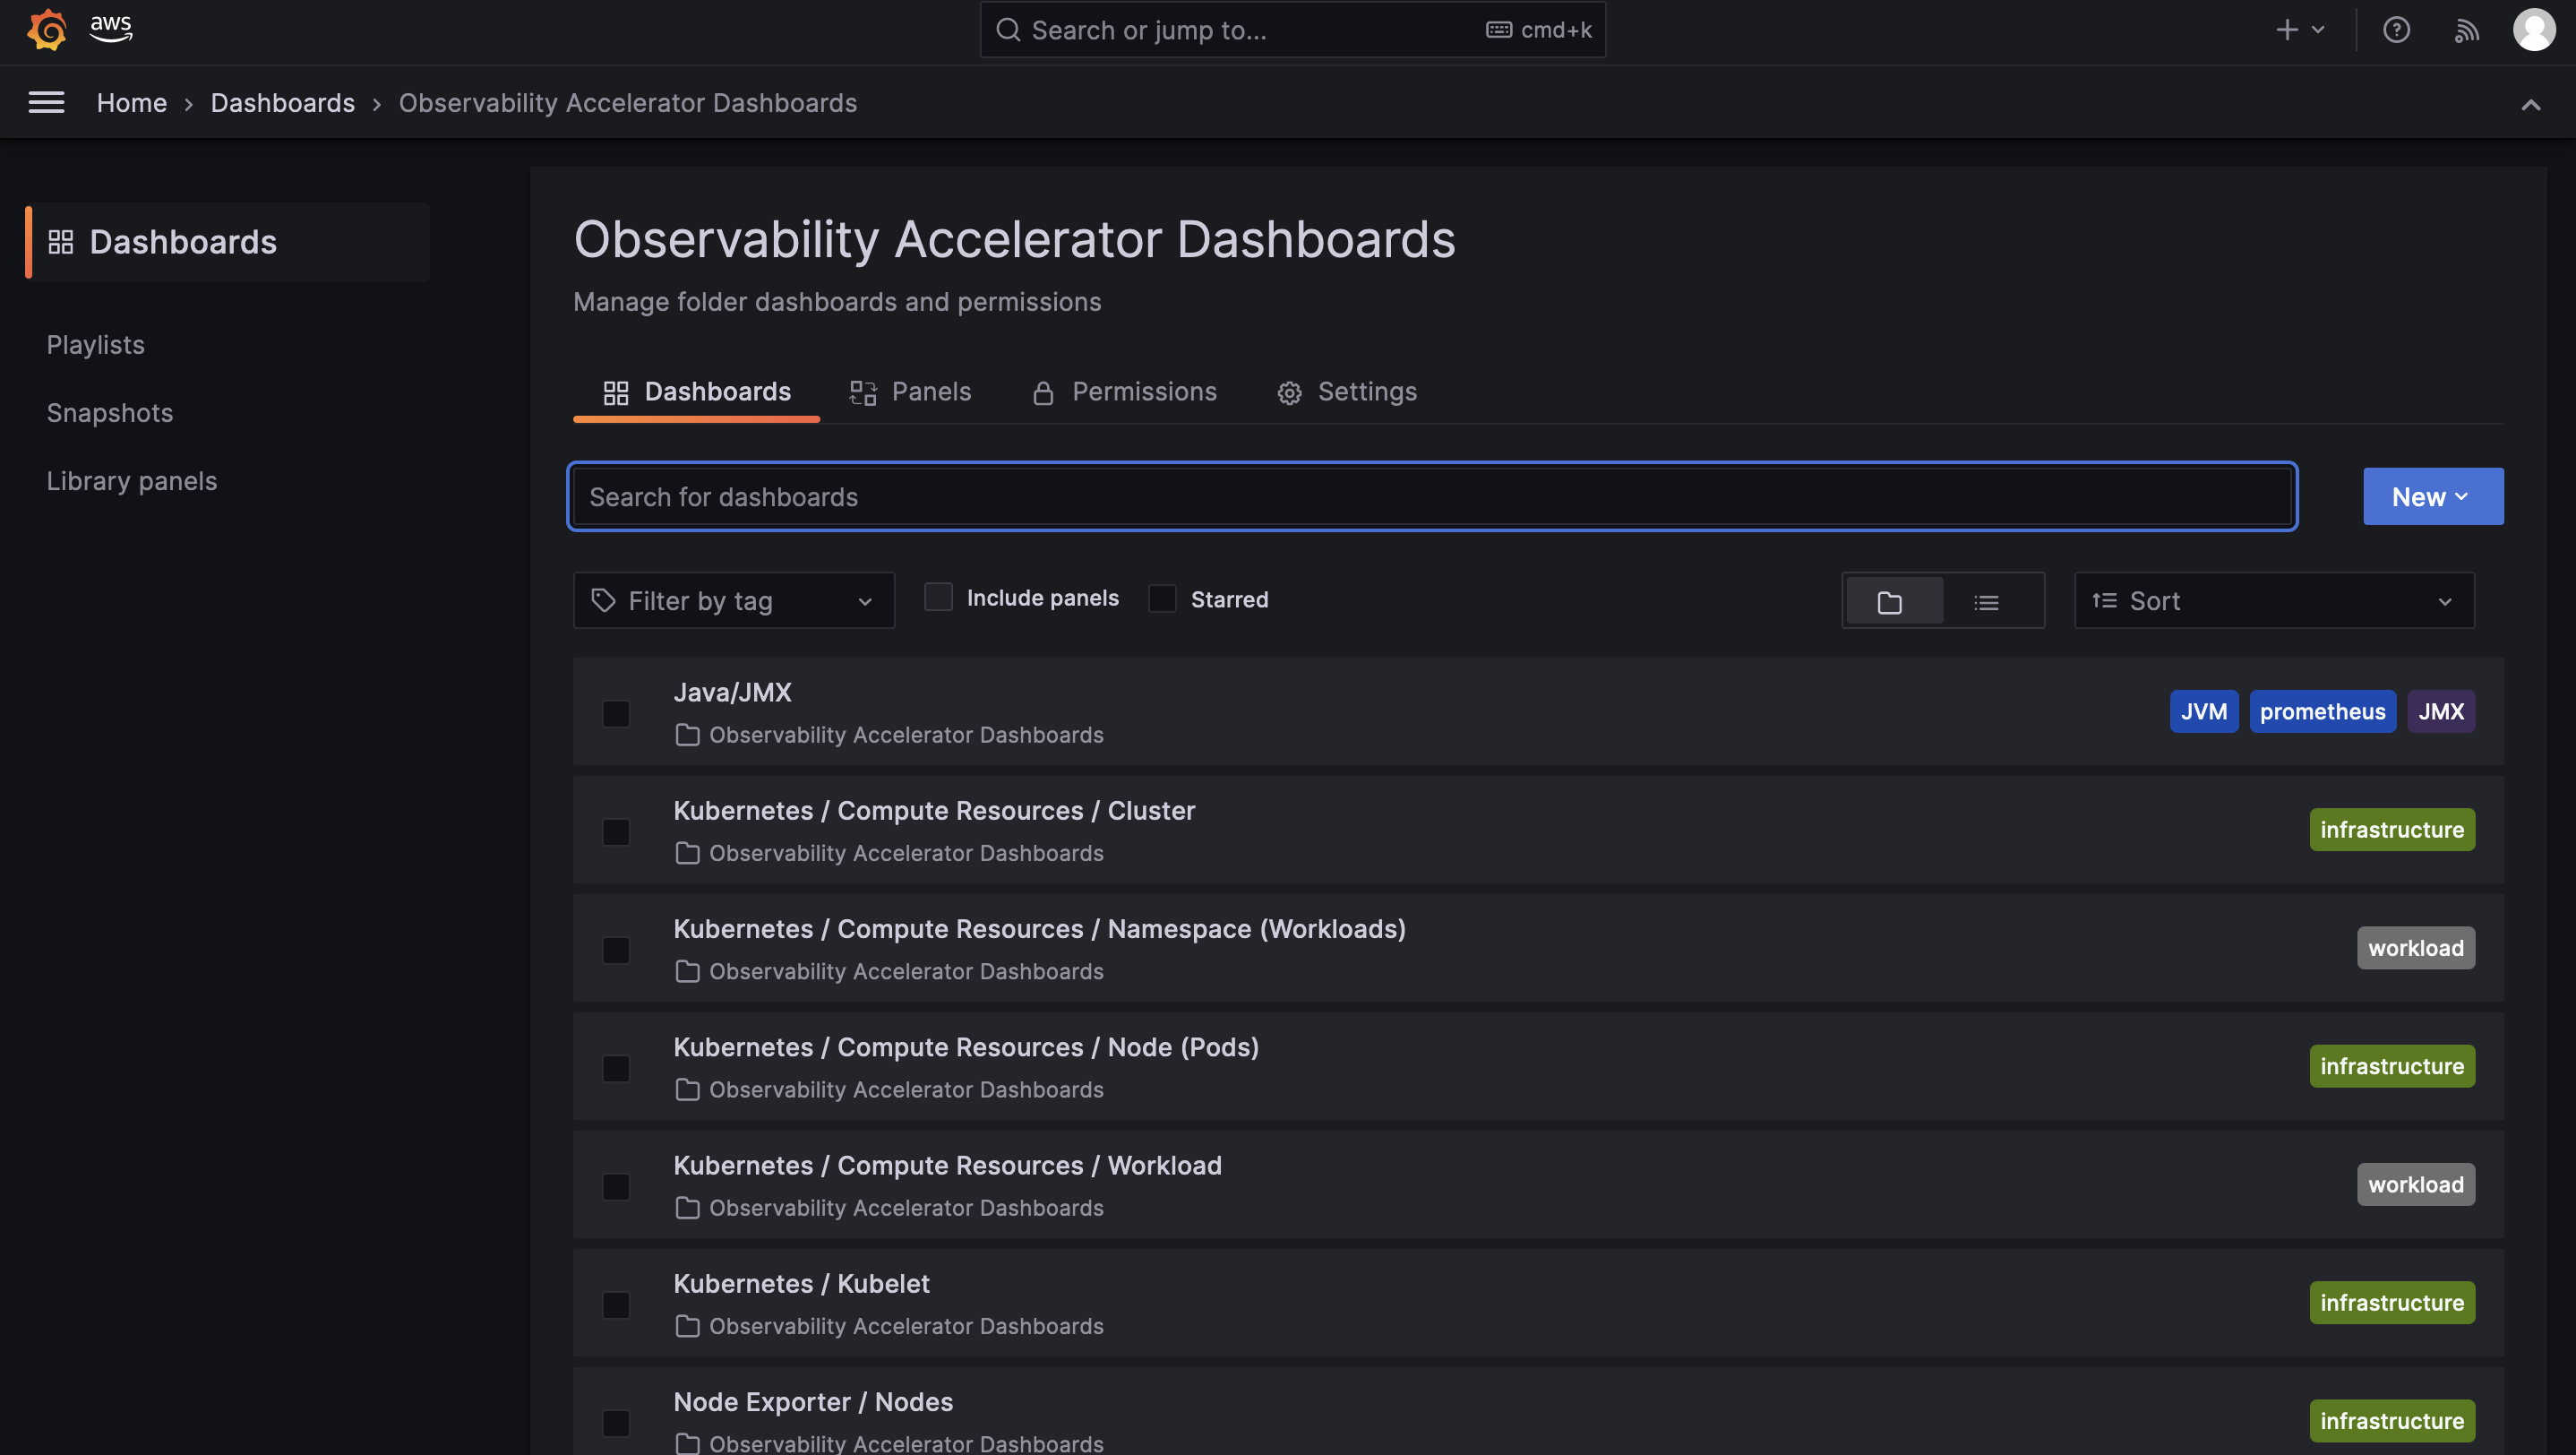 aws
Search or jump to... cmd+k
Home › Dashboards › Observability Accelerator Dashboards
Dashboards
Playlists
Snapshots
Library panels
Observability Accelerator Dashboards
Manage folder dashboards and permissions
Dashboards Panels Permissions Settings
Search for dashboards
New
Filter by tag Include panels Starred Sort
Java/JMX
Observability Accelerator Dashboards
JVM prometheus JMX
Kubernetes / Compute Resources / Cluster
Observability Accelerator Dashboards
infrastructure
Kubernetes / Compute Resources / Namespace (Workloads)
Observability Accelerator Dashboards
workload
Kubernetes / Compute Resources / Node (Pods)
Observability Accelerator Dashboards
infrastructure
Kubernetes / Compute Resources / Workload
Observability Accelerator Dashboards
workload
Kubernetes / Kubelet
Observability Accelerator Dashboards
infrastructure
Node Exporter / Nodes
Observability Accelerator Dashboards
infrastructure